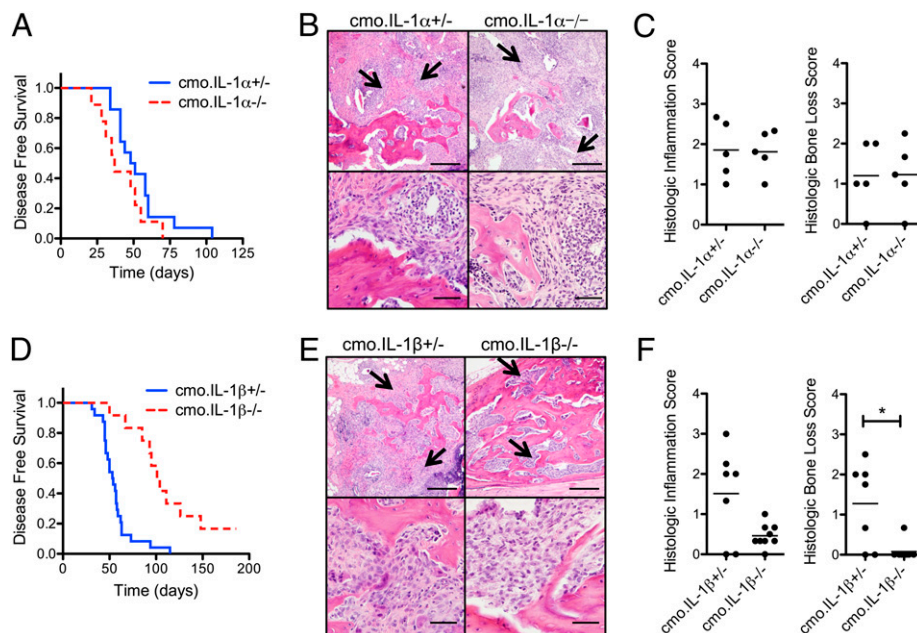 A
cmo.IL-1α+/-
cmo.IL-1α-/-
Disease Free Survival
1.0
0.8
0.6
0.4
0.2
0.0
0 25 50 75 100 125
Time (days)
B
cmo.IL-1α+/- cmo.IL-1α−/−
C
Histologic Inflammation Score
4
3
2
1
0
cmo.IL-1α+/-
cmo.IL-1α-/-
Histologic Bone Loss Score
4
3
2
1
0
cmo.IL-1α+/-
cmo.IL-1α-/-
D
cmo.IL-1β+/-
cmo.IL-1β-/-
Disease Free Survival
1.0
0.8
0.6
0.4
0.2
0.0
0 50 100 150 200
Time (days)
E
cmo.IL-1β+/- cmo.IL-1β-/-
F
Histologic Inflammation Score
4
3
2
1
0
cmo.IL-1β+/-
cmo.IL-1β-/-
Histologic Bone Loss Score
4
3
2
1
0
*
cmo.IL-1β+/-
cmo.IL-1β-/-